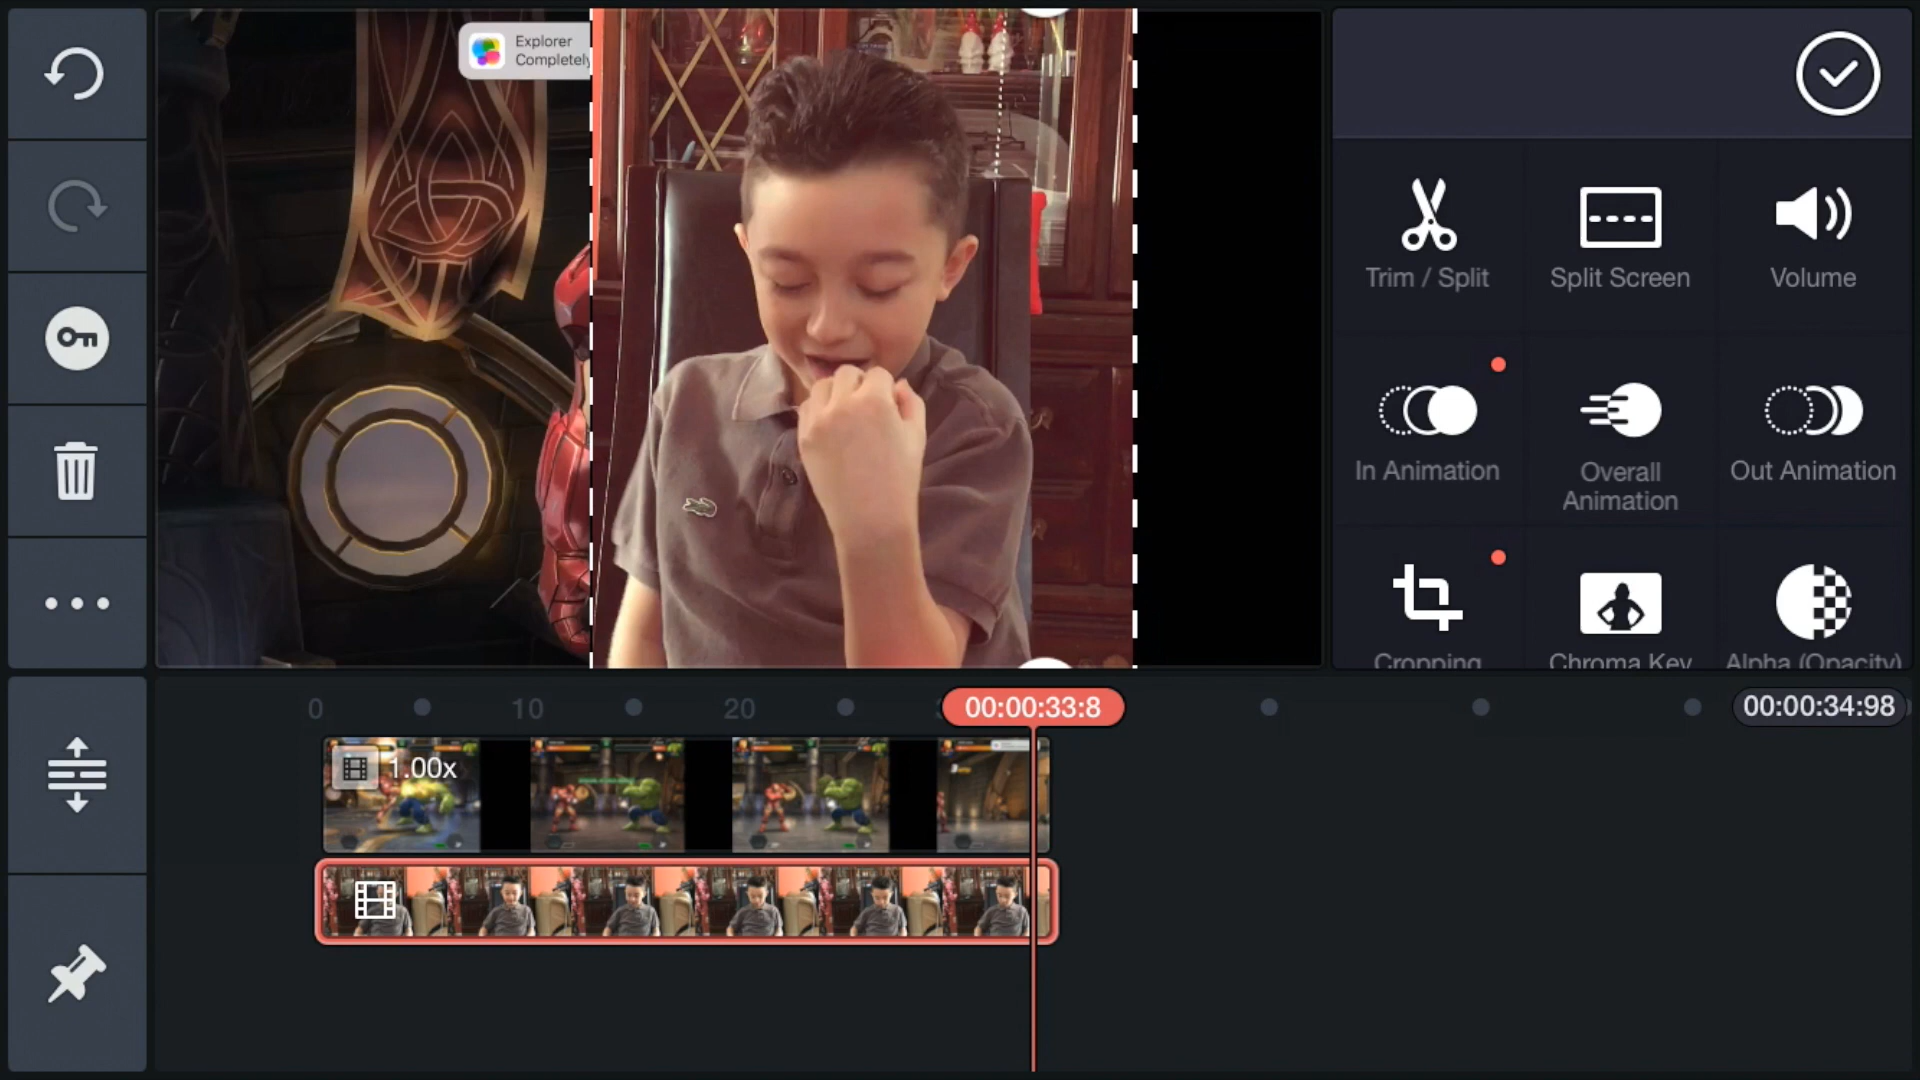 Explorer
Completely
Trim / Split
Split Screen
Volume
In Animation
Overall
Animation
Out Animation
Cropping
Chroma Key
Alpha (Opacity)
0
10
20
00:00:33:8
00:00:34:98
1.00x